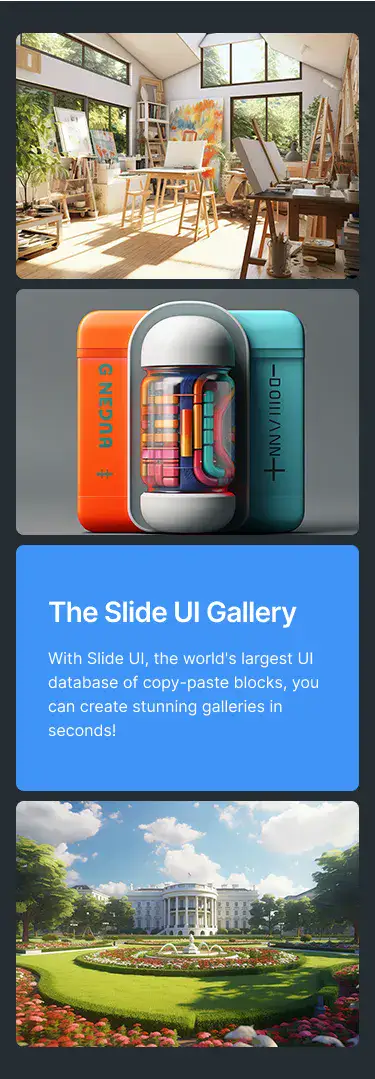 The Slide UI Gallery
With Slide UI, the world's largest UI
database of copy-paste blocks, you
can create stunning galleries in
seconds!